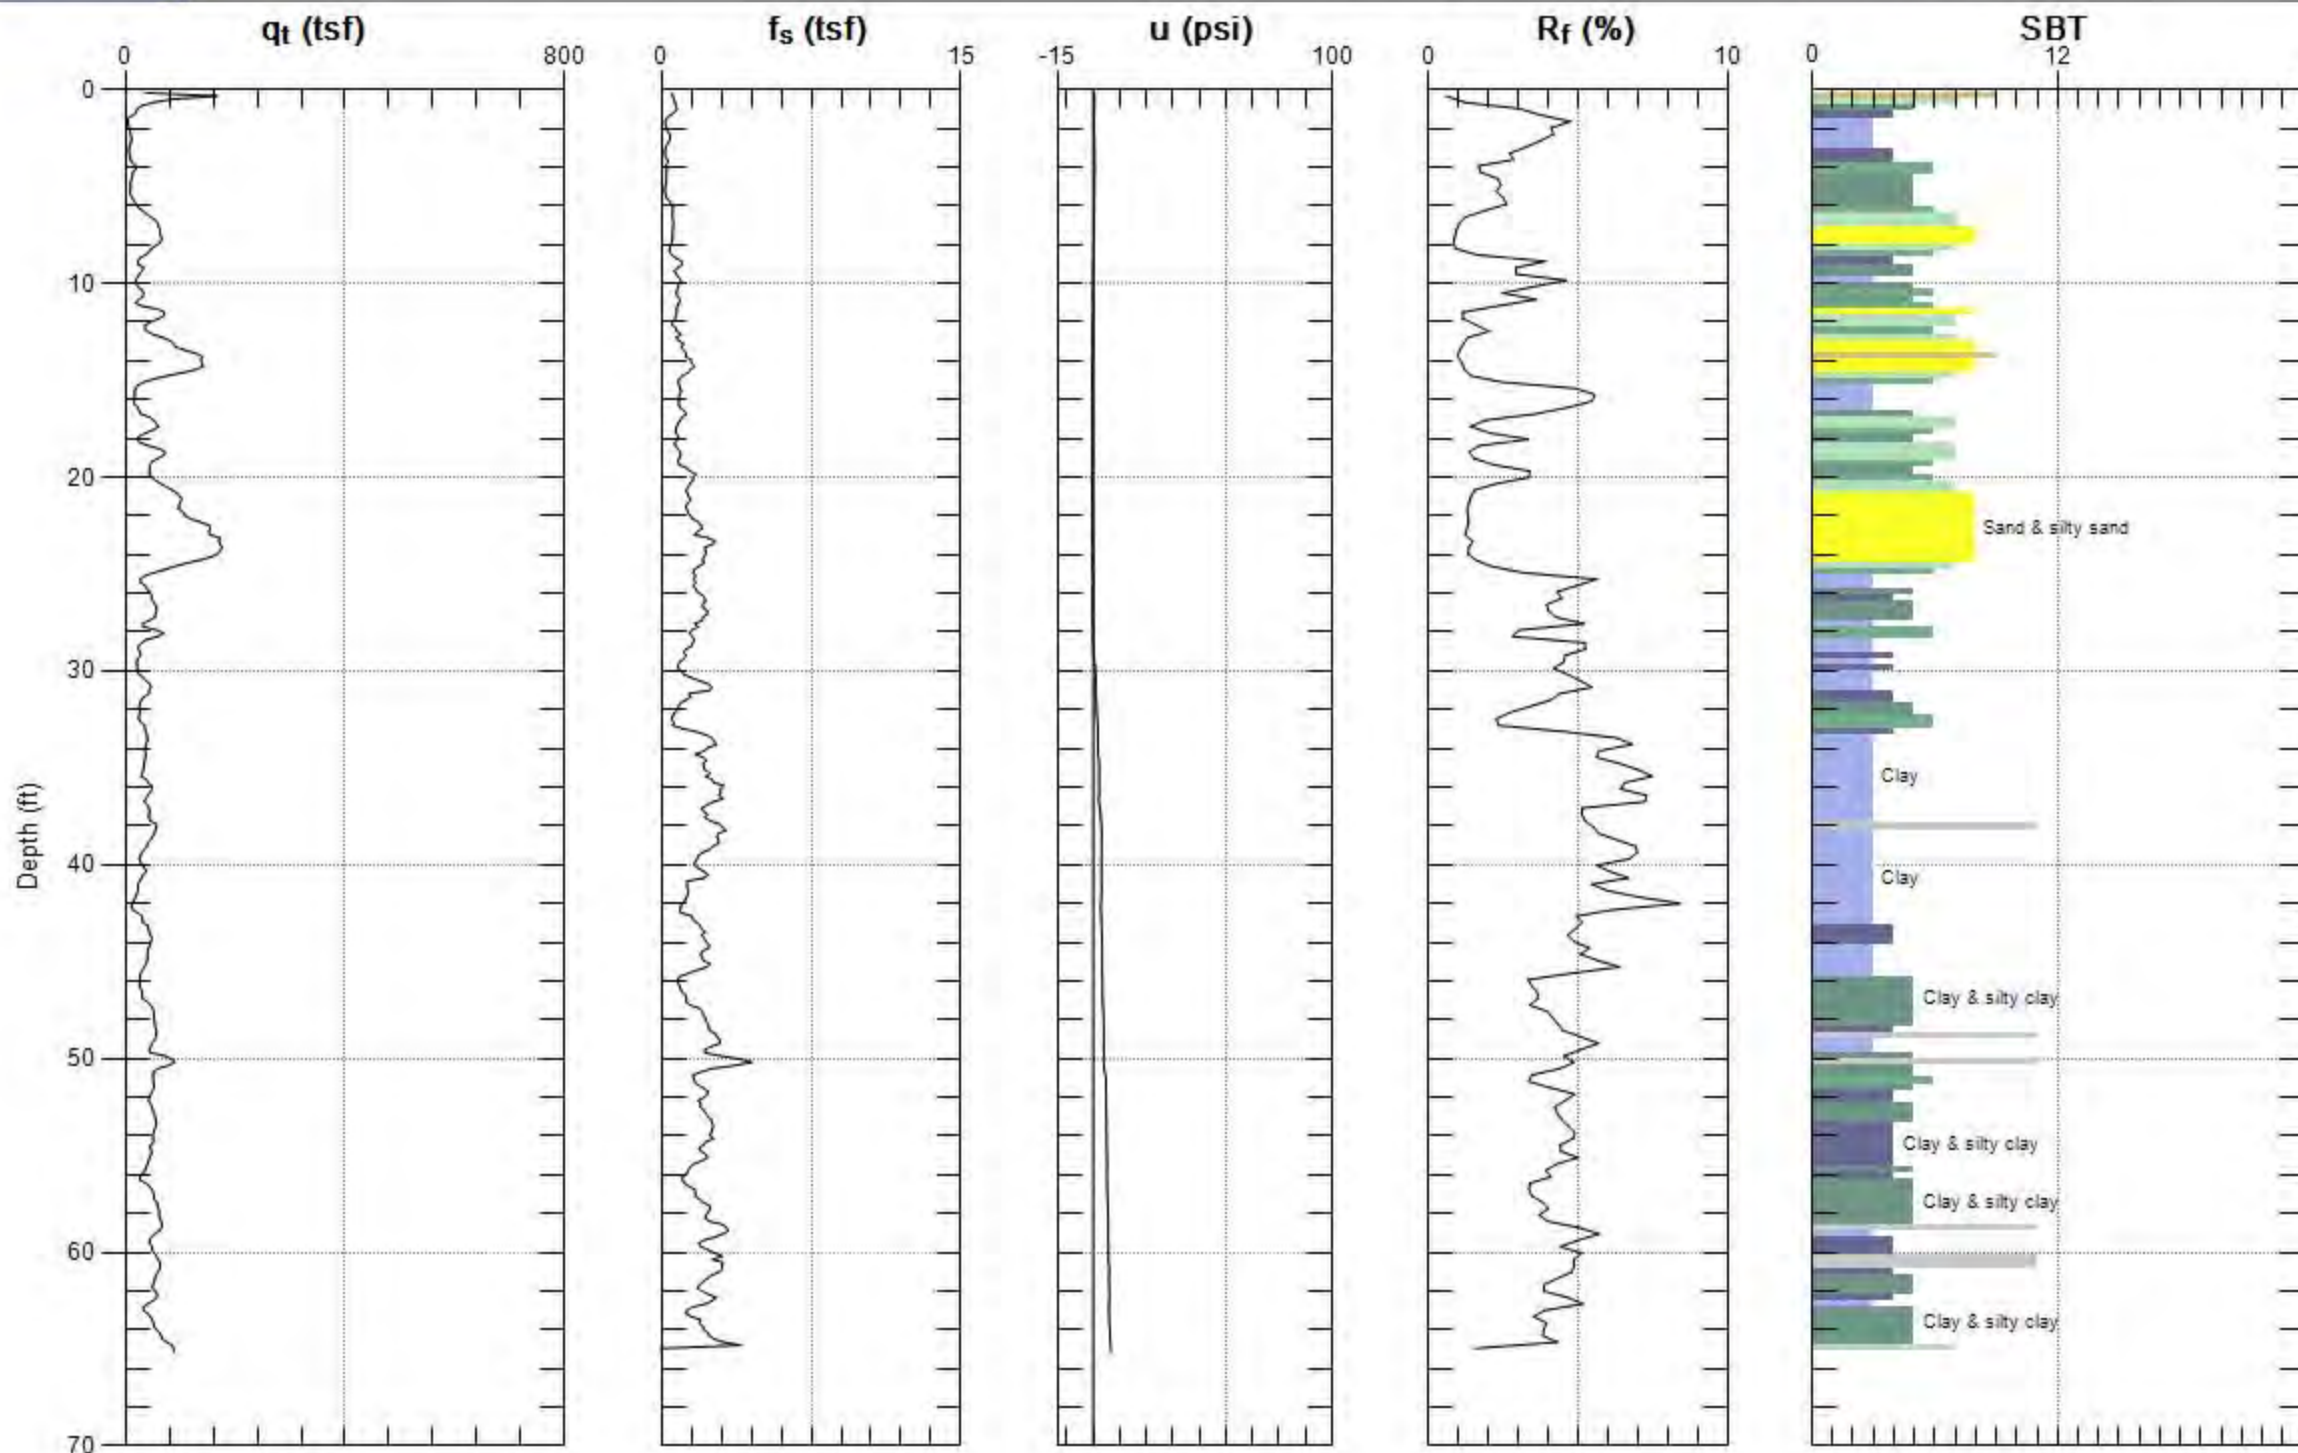 qt (tsf)
fs (tsf)
u (psi)
Rf (%)
SBT
0 800
0 15
-15 100
0 10
0 12
0
10
20
Sand & silty sand
30
Clay
Depth (ft)
40
Clay
Clay & silty clay
50
Clay & silty clay
Clay & silty clay
60
Clay & silty clay
70